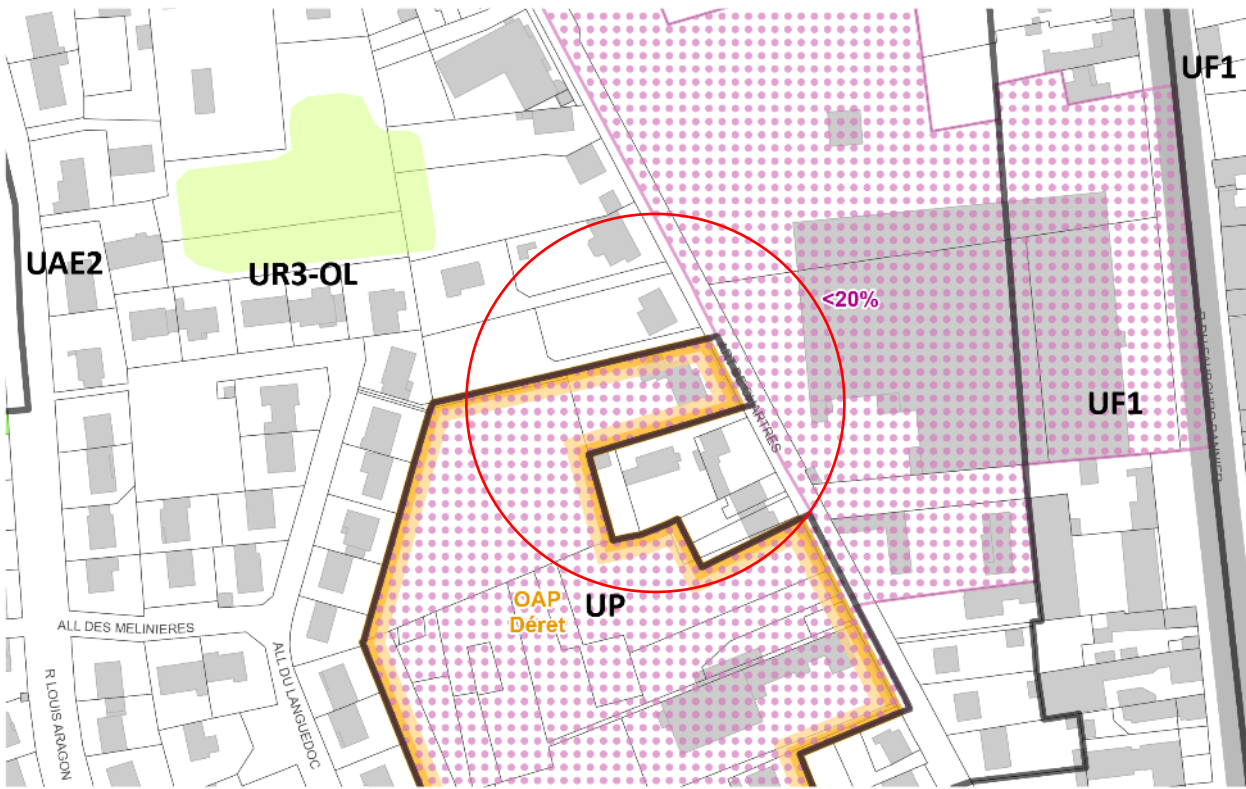 UF1
UAE2
UR3-OL
<20%
UF1
OAP
Déret
UP
ALL DES MELINIERES
ALL DU LANGUEDOC
R LOUIS ARAGON